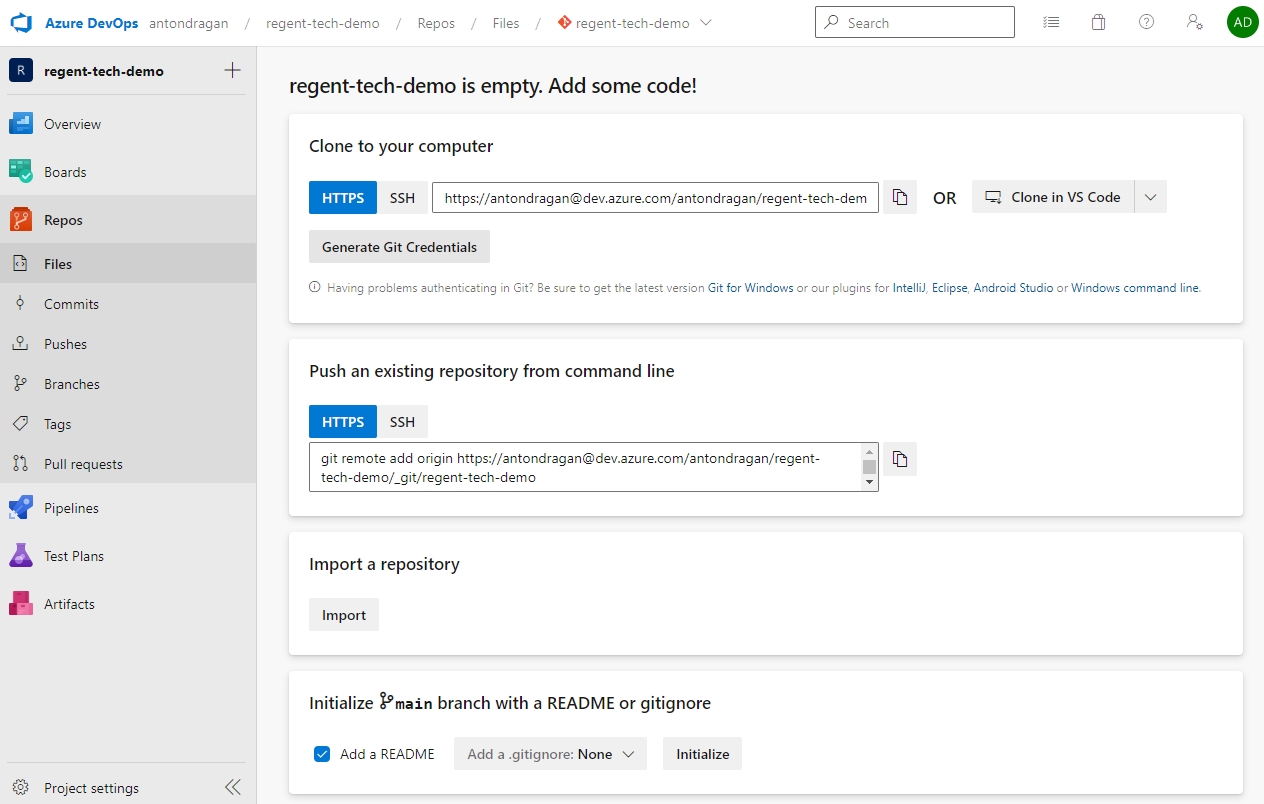 Azure DevOps antondragan / regent-tech-demo / Repos / Files / regent-tech-demo Search AD
R regent-tech-demo
Overview
Boards
Repos
Files
Commits
Pushes
Branches
Tags
Pull requests
Pipelines
Test Plans
Artifacts
Project settings
regent-tech-demo is empty. Add some code!
Clone to your computer
HTTPS SSH https://antondragan@dev.azure.com/antondragan/regent-tech-dem OR Clone in VS Code
Generate Git Credentials
Having problems authenticating in Git? Be sure to get the latest version Git for Windows or our plugins for IntelliJ, Eclipse, Android Studio or Windows command line.
Push an existing repository from command line
HTTPS SSH
git remote add origin https://antondragan@dev.azure.com/antondragan/regent-
tech-demo/_git/regent-tech-demo
Import a repository
Import
Initialize main branch with a README or gitignore
Add a README Add a .gitignore: None Initialize